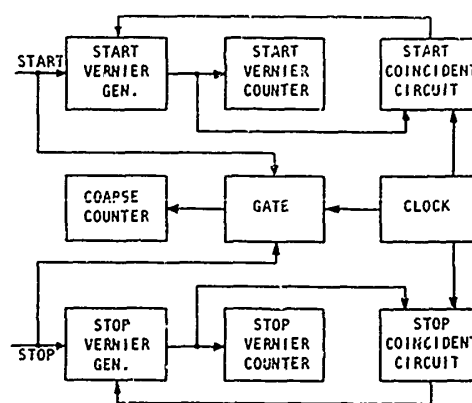 START
START
VERNIER
GEN.
START
VERNIER
COUNTER
START
COINCIDENT
CIRCUIT
COAPSE
COUNTER
GATE
CLOCK
STOP
STOP
VERNIER
GEN.
STOP
VERNIER
COUNTER
STOP
COINCIDENT
CIRCUIT